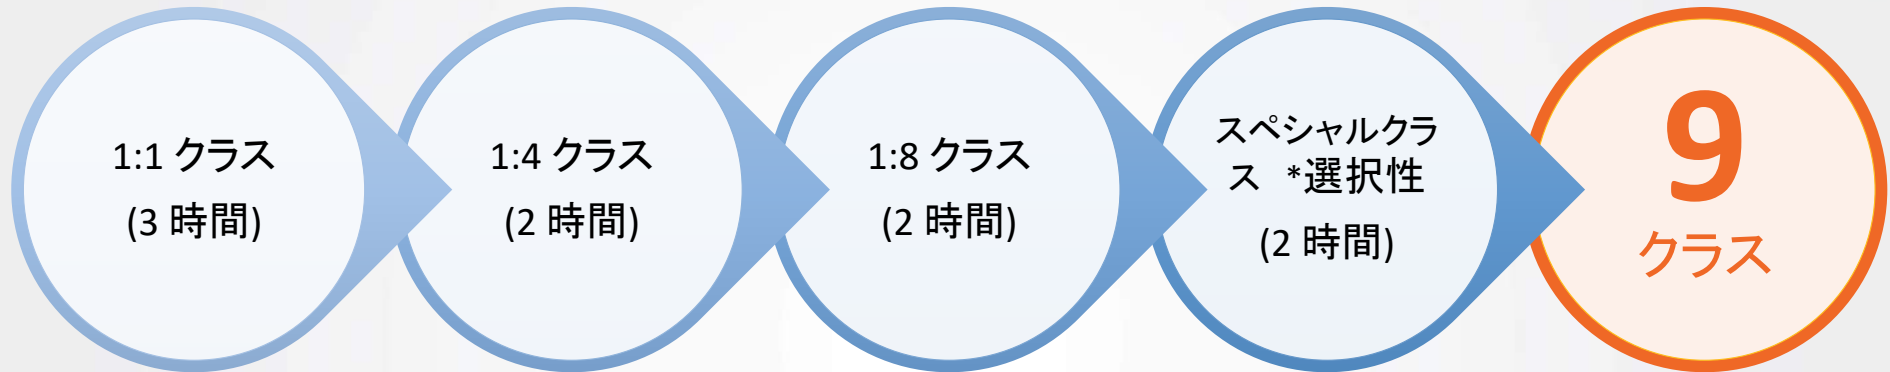 1:1 クラス
(3 時間)
1:4 クラス
(2 時間)
1:8 クラス
(2 時間)
スペシャルクラ
ス　*選択性
(2 時間)
9
クラス